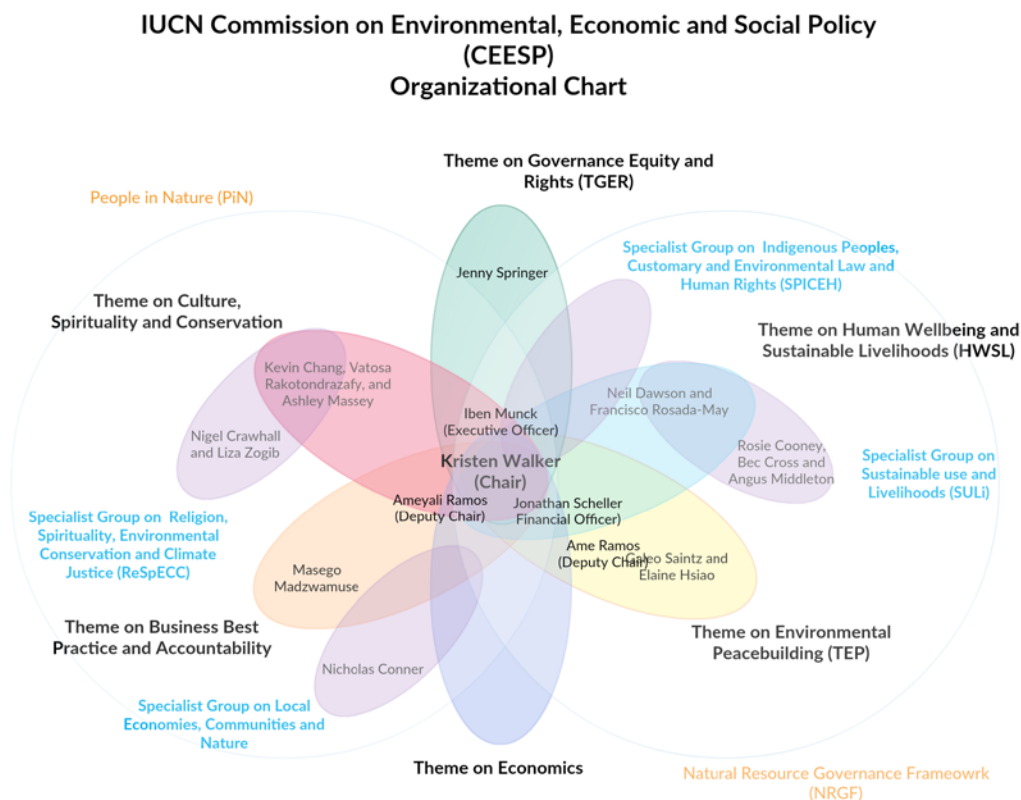 IUCN Commission on Environmental, Economic and Social Policy
(CEESP)
Organizational Chart
Theme on Governance Equity and
Rights (TGER)
People in Nature (PiN)
Specialist Group on Indigenous Peoples,
Customary and Environmental Law and
Human Rights (SPICEH)
Jenny Springer
Theme on Culture,
Spirituality and Conservation
Theme on Human Wellbeing and
Sustainable Livelihoods (HWSL)
Kevin Chang, Vatosa
Rakotondrazafy, and
Ashley Massey
Neil Dawson and
Francisco Rosada-May
Iben Munck
(Executive Officer)
Nigel Crawhall
and Liza Zogib
Rosie Cooney,
Bec Cross and
Angus Middleton
Kristen Walker
(Chair)
Specialist Group on
Sustainable use and
Livelihoods (SULi)
Ameyali Ramos
(Deputy Chair)
Jonathan Scheller
Financial Officer)
Specialist Group on Religion,
Spirituality, Environmental
Conservation and Climate
Justice (ReSpECC)
Ame Ramos
(Deputy Chair)
Galeo Saintz and
Elaine Hsiao
Masego
Madzwamuse
Theme on Business Best
Practice and Accountability
Theme on Environmental
Peacebuilding (TEP)
Nicholas Conner
Specialist Group on Local
Economies, Communities and
Nature
Theme on Economics
Natural Resource Governance Frameowrk
(NRGF)